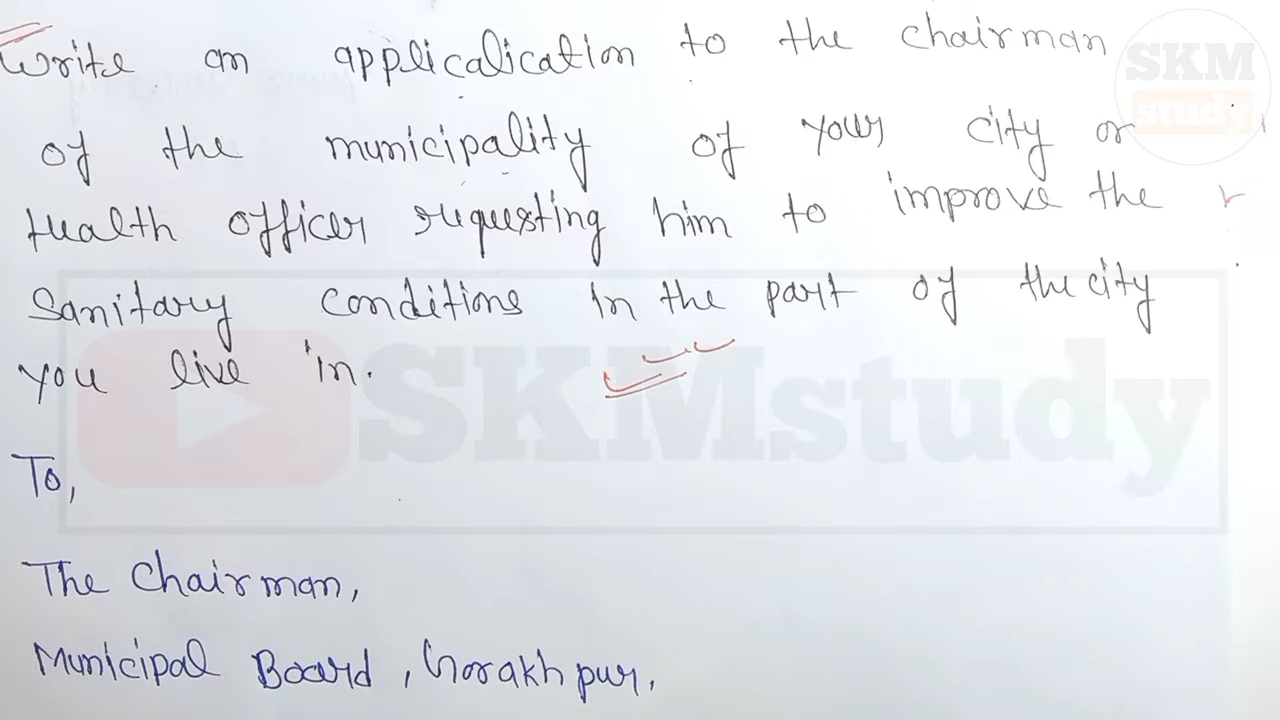 Write an applicalication to the chairman
of the municipality of your city or
Health officer requesting him to improve the
Sanitary conditions in the part of the city
you live in.
To,
The Chairman,
Municipal Board, Gorakhpur,
SKM
study
SKMstudy